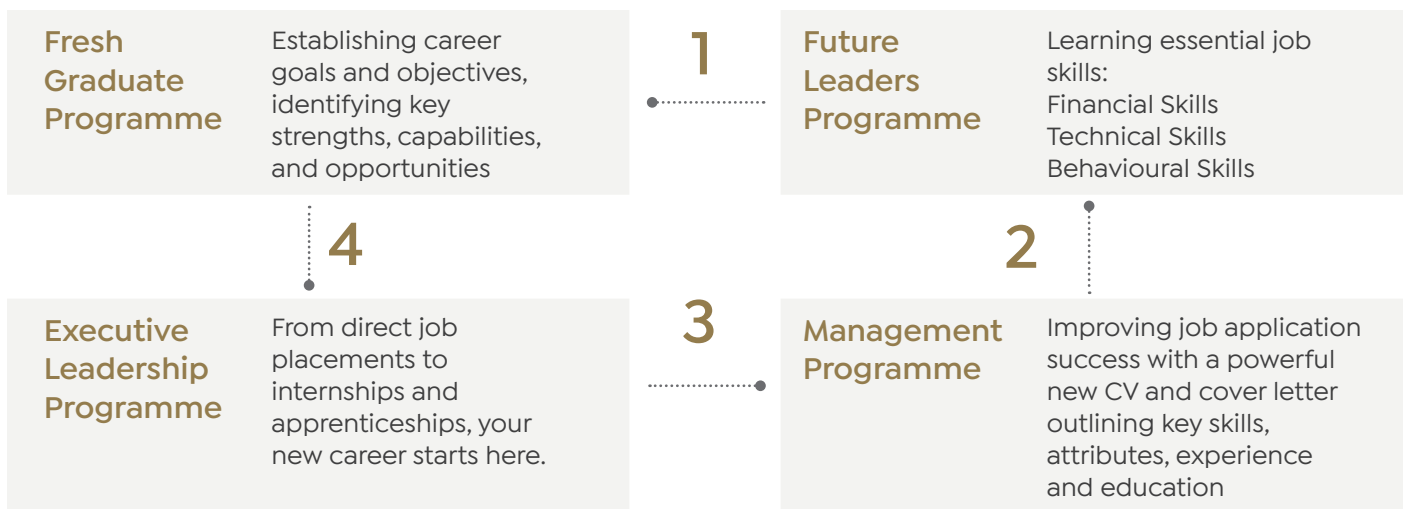 Fresh
Graduate
Programme
Establishing career
goals and objectives,
identifying key
strengths, capabilities,
and opportunities
1
Future
Leaders
Programme
Learning essential job
skills:
Financial Skills
Technical Skills
Behavioural Skills
4
2
Executive
Leadership
Programme
From direct job
placements to
internships and
apprenticeships, your
new career starts here.
3
Management
Programme
Improving job application
success with a powerful
new CV and cover letter
outlining key skills,
attributes, experience
and education